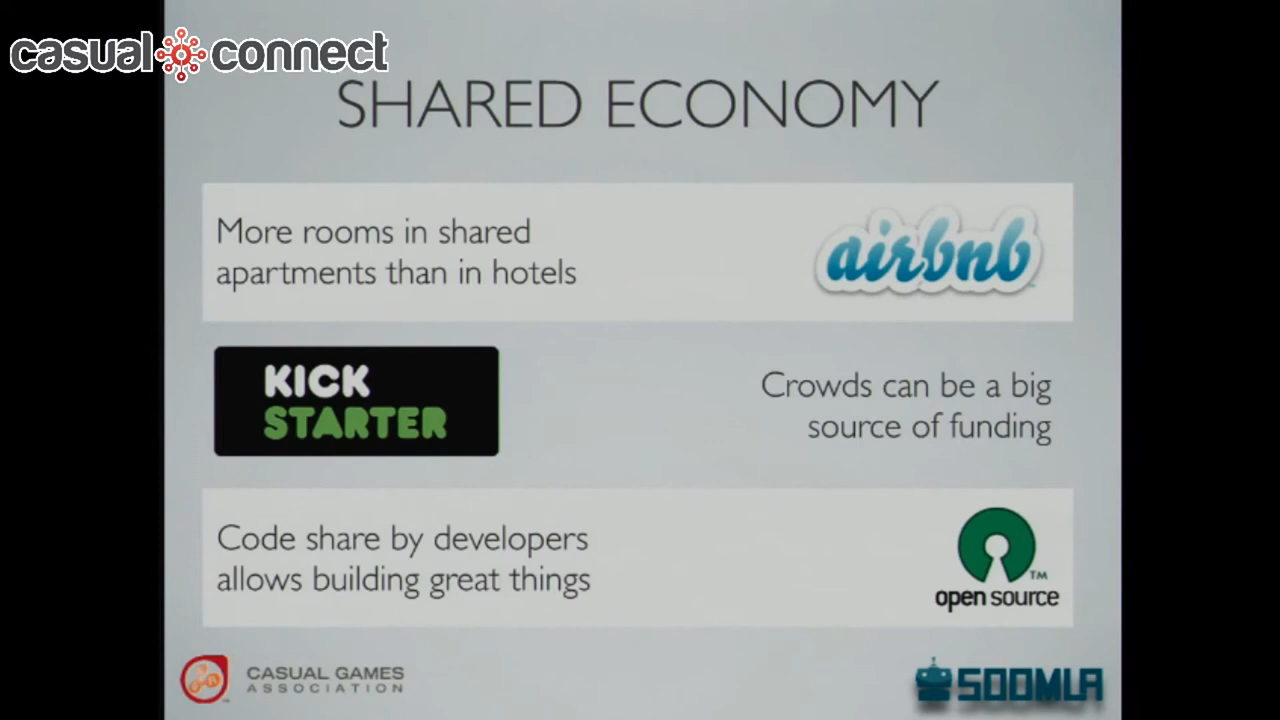 casual connect
SHARED ECONOMY
More rooms in shared
apartments than in hotels
airbnb
KICK
STARTER
Crowds can be a big
source of funding
Code share by developers
allows building great things
TM
open source
CASUAL GAMES
ASSOCIATION
SOOMLA